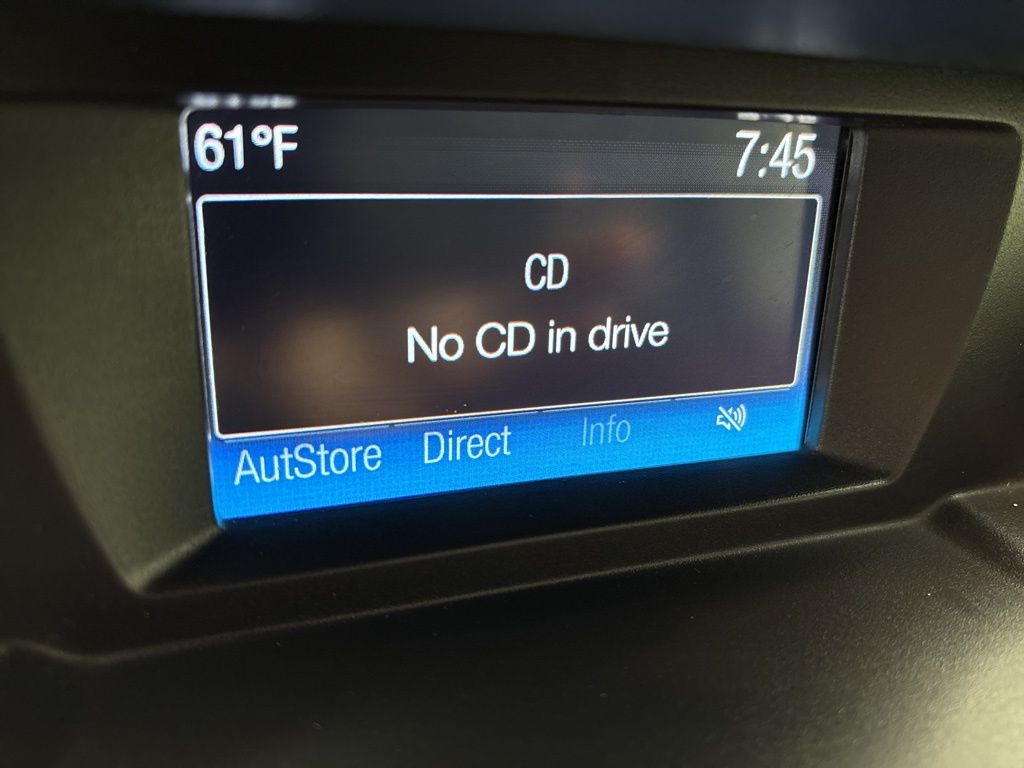 61°F 7:45
CD
No CD in drive
AutStore Direct Info